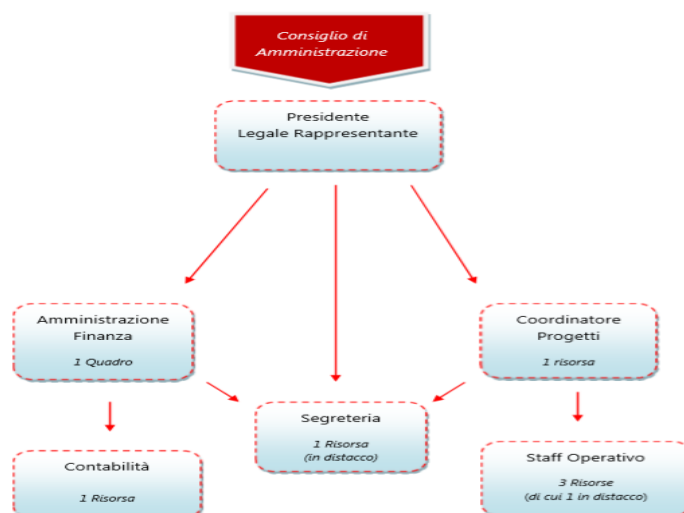 Consiglio di
Amministrazione
Presidente
Legale Rappresentante
Amministrazione
Finanza
1 Quadro
Coordinatore
Progetti
1 risorsa
Segreteria
1 Risorsa
(in distacco)
Contabilità
1 Risorsa
Staff Operativo
3 Risorse
(di cui 1 in distacco)